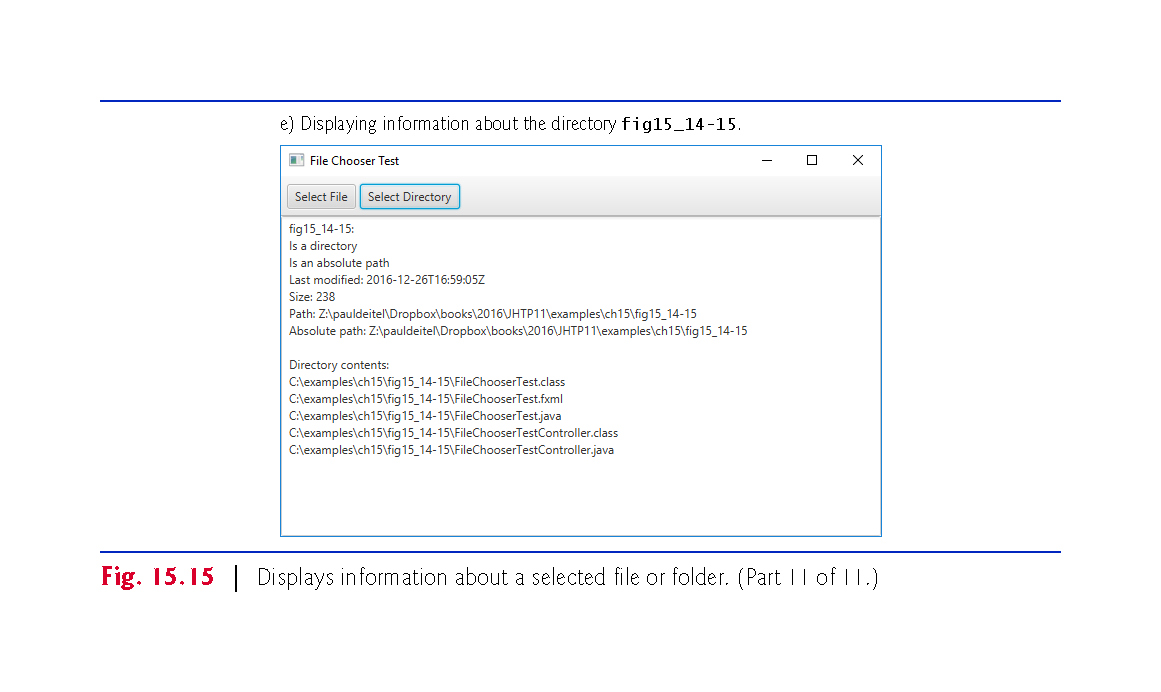 e) Displaying information about the directory fig15_14-15.
File Chooser Test
Select File Select Directory
fig15_14-15:
Is a directory
Is an absolute path
Last modified: 2016-12-26T16:59:05Z
Size: 238
Path: Z:\pauldeitel\Dropbox\books\2016\JHTP11\examples\ch15\fig15_14-15
Absolute path: Z:\pauldeitel\Dropbox\books\2016\JHTP11\examples\ch15\fig15_14-15
Directory contents:
C:\examples\ch15\fig15_14-15\FileChooserTest.class
C:\examples\ch15\fig15_14-15\FileChooserTest.fxml
C:\examples\ch15\fig15_14-15\FileChooserTest.java
C:\examples\ch15\fig15_14-15\FileChooserTestController.class
C:\examples\ch15\fig15_14-15\FileChooserTestController.java
Fig. 15.15 | Displays information about a selected file or folder. (Part 11 of 11.)